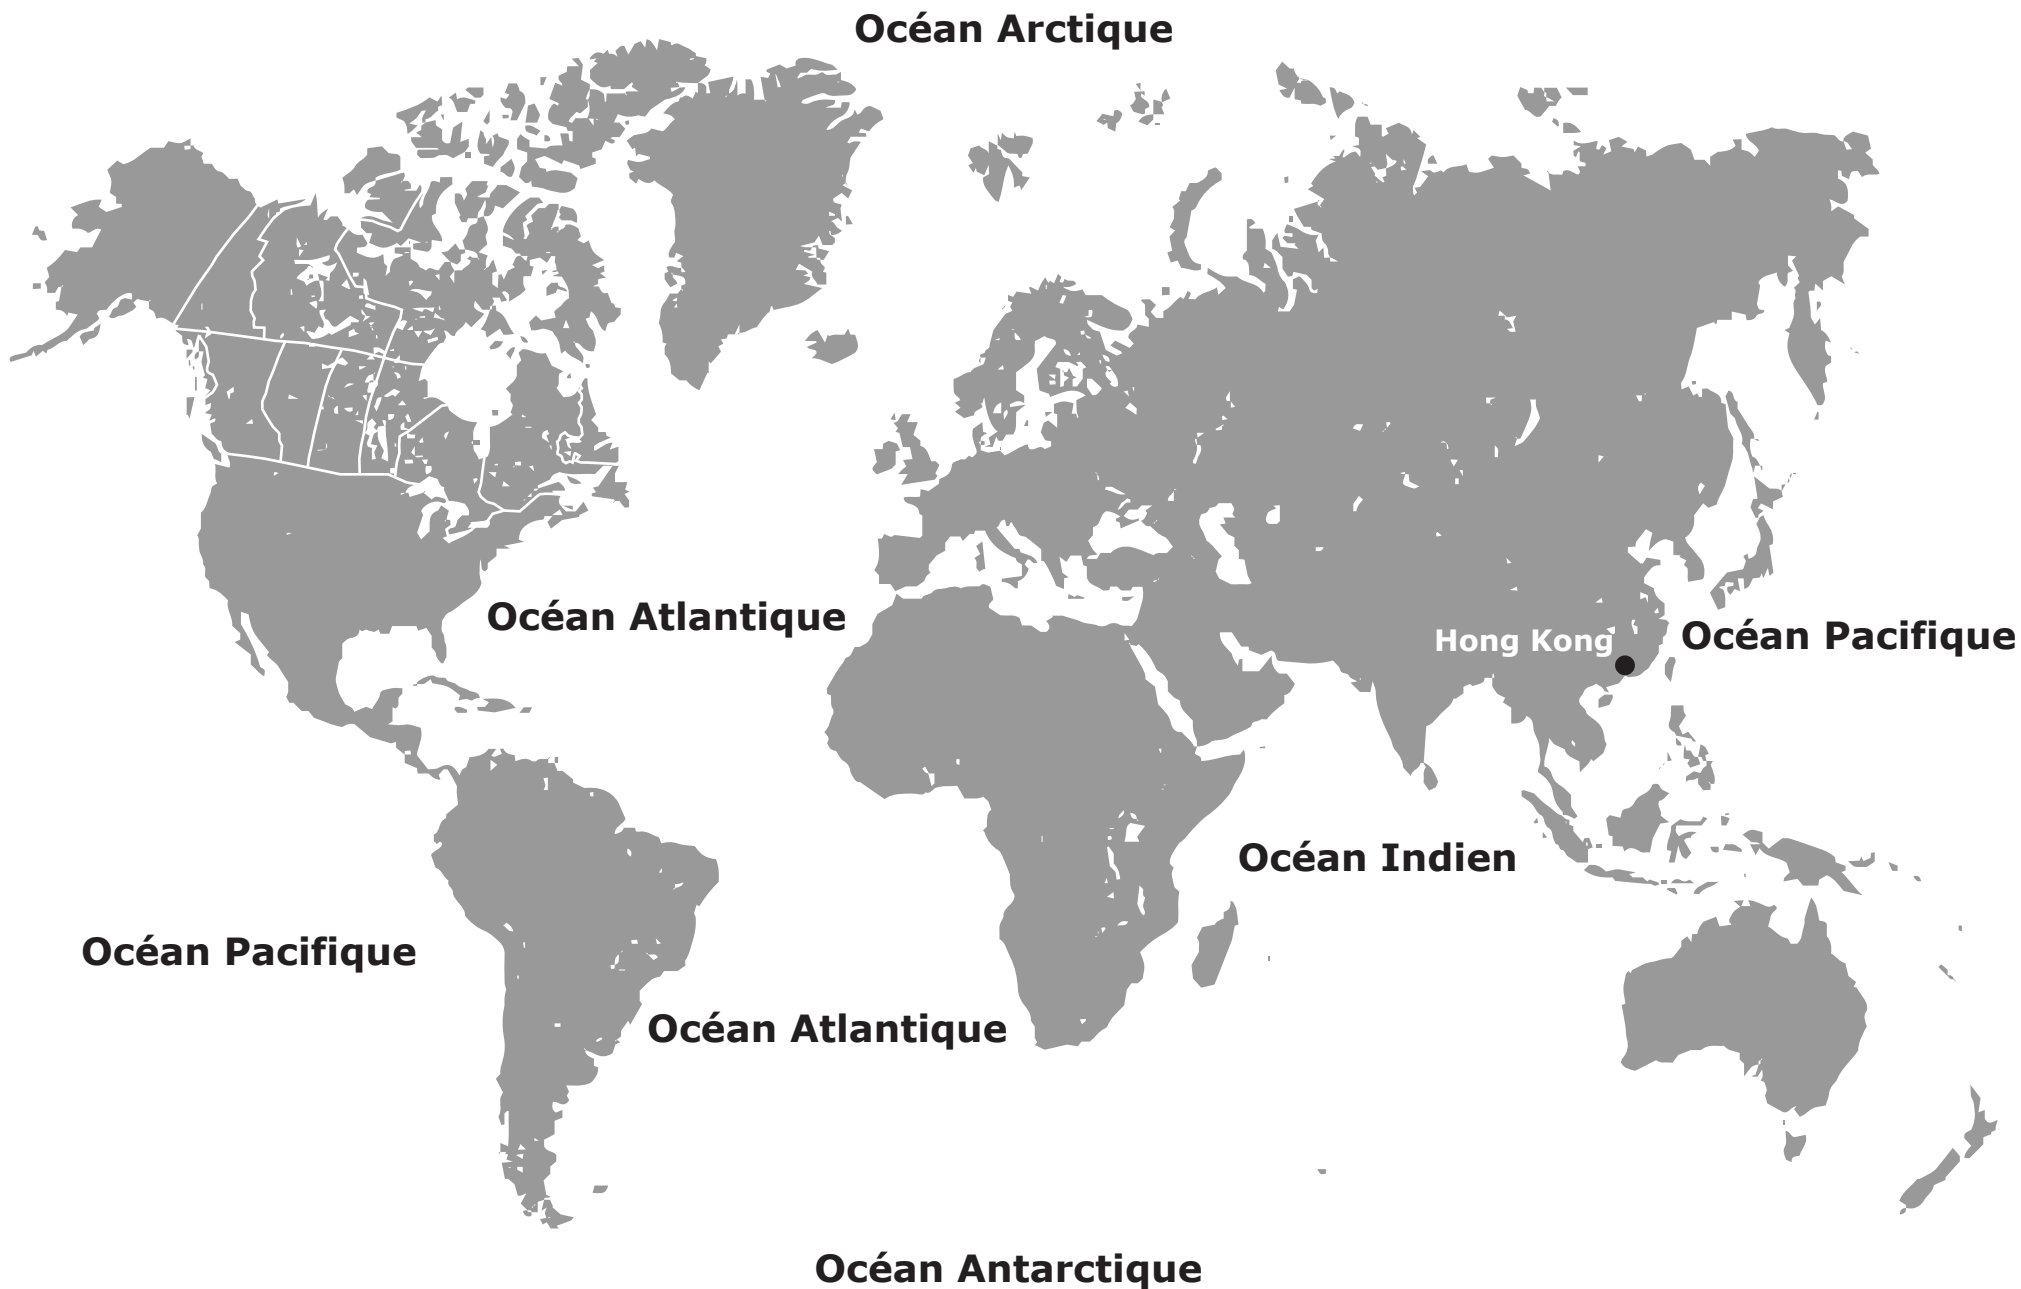 Océan Arctique
Océan Atlantique
Hong Kong
Océan Pacifique
Océan Indien
Océan Pacifique
Océan Atlantique
Océan Antarctique